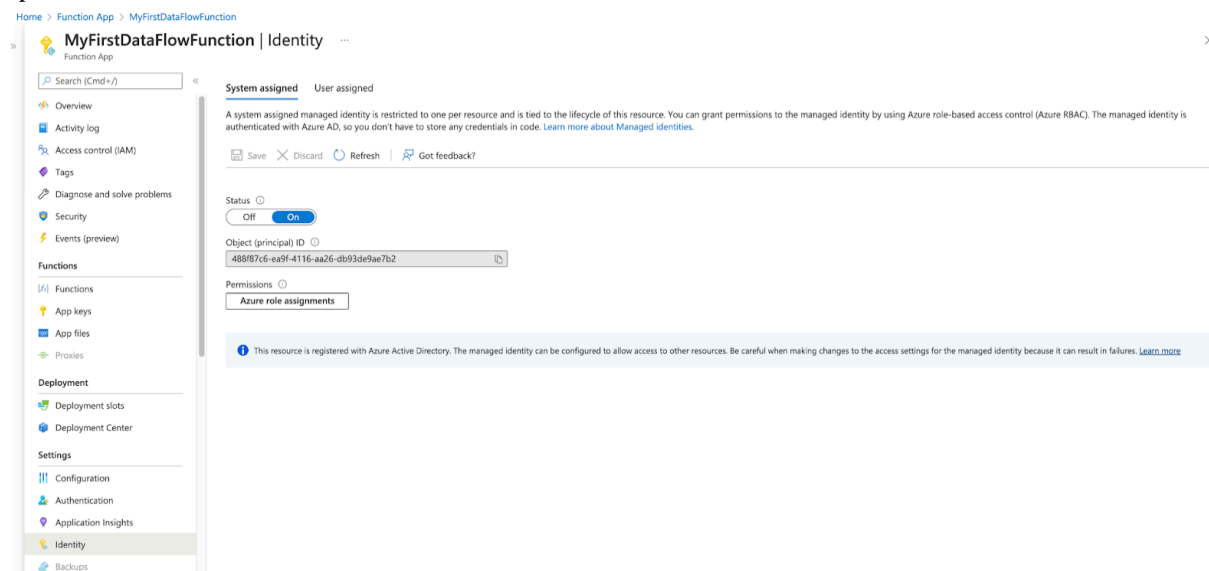 Home > Function App > MyFirstDataFlowFunction
MyFirstDataFlowFunction | Identity ...
Function App
Search (Cmd+/)
Overview
Activity log
Access control (IAM)
Tags
Diagnose and solve problems
Security
Events (preview)
Functions
Functions
App keys
App files
Proxies
Deployment
Deployment slots
Deployment Center
Settings
Configuration
Authentication
Application Insights
Identity
Backups
System assigned User assigned
A system assigned managed identity is restricted to one per resource and is tied to the lifecycle of this resource. You can grant permissions to the managed identity by using Azure role-based access control (Azure RBAC). The managed identity is
authenticated with Azure AD, so you don't have to store any credentials in code. Learn more about Managed identities.
Save Discard Refresh Got feedback?
Status
Off On
Object (principal) ID
488f87c6-ea9f-4116-aa26-db93de9ae7b2
Permissions
Azure role assignments
This resource is registered with Azure Active Directory. The managed identity can be configured to allow access to other resources. Be careful when making changes to the access settings for the managed identity because it can result in failures. Learn more